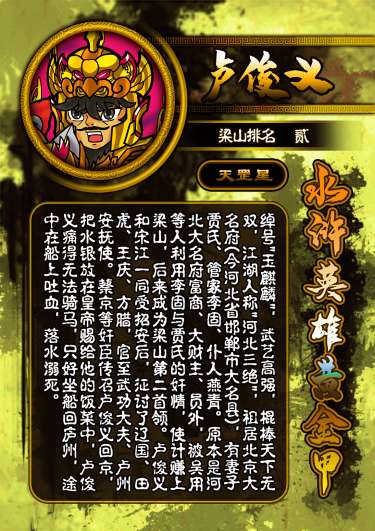 卢俊义
梁山排名 贰
天罡星
水浒英雄黄金甲
绰号"玉麒麟"，武艺高强，棍棒天下无
双，江湖人称"河北三绝"，祖居北京大
名府（今河北省邯郸市大名县）。有妻子
贾氏、管家李固、仆人燕青。原本是河
北大名府富商、大财主、员外，被吴用
等人利用李固与贾氏的奸情，使计赚上
梁山，后来成为梁山第二首领。卢俊义
和宋江一同受招安后，征讨了辽国、田
虎、王庆、方腊，官至武功大夫、庐州
安抚使。蔡京等奸臣传召卢俊义回京，
把水银放在皇帝赐给他的饭菜中，卢俊
义痛得无法骑马，只好坐船回庐州，途
中在船上吐血，落水溺死。